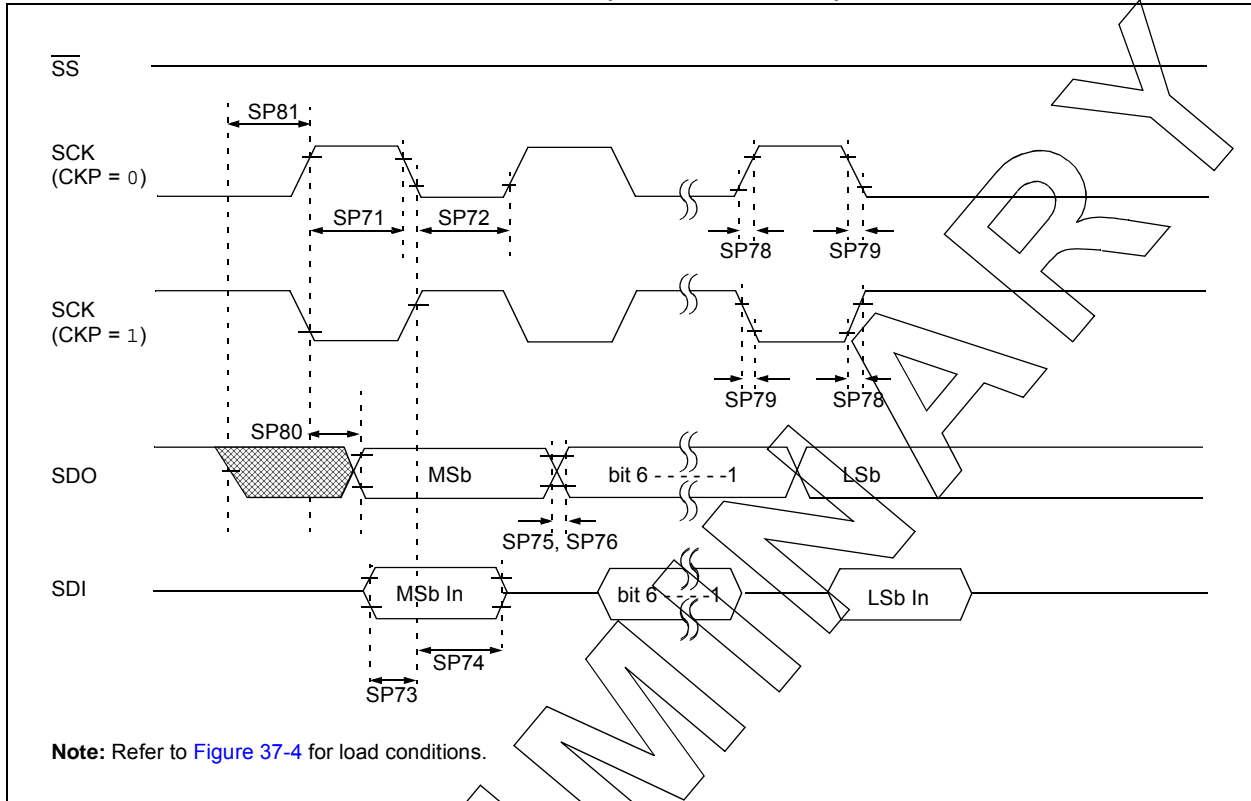 SS
SP81
SCK
(CKP = 0)
SP71
SP72
SP78
SP79
SCK
(CKP = 1)
SP79
SP78
SP80
SDO
MSb
bit 6 - - - - - -1
LSb
SP75, SP76
SDI
MSb In
bit 6 - - - - -1
LSb In
SP74
SP73
Note: Refer to Figure 37-4 for load conditions.
MINARY